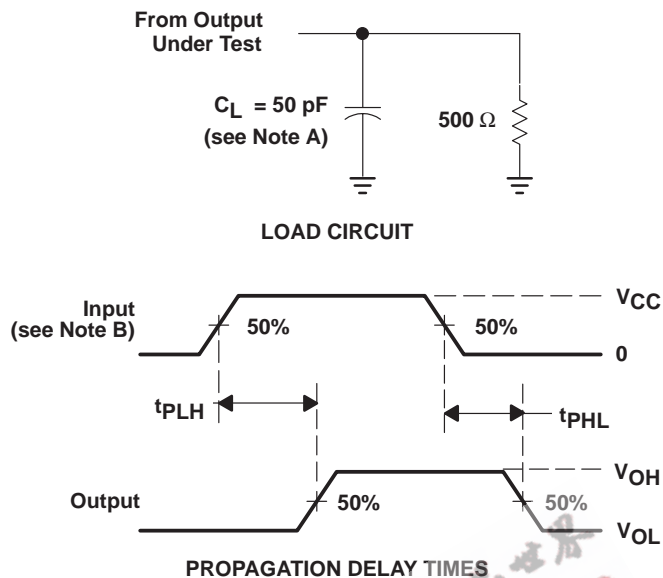 From Output
Under Test
C_L = 50 pF
(see Note A)
500 Ω
LOAD CIRCUIT
Input
(see Note B)
50%
50%
V_CC
0
t_PLH
t_PHL
Output
50%
50%
V_OH
V_OL
PROPAGATION DELAY TIMES